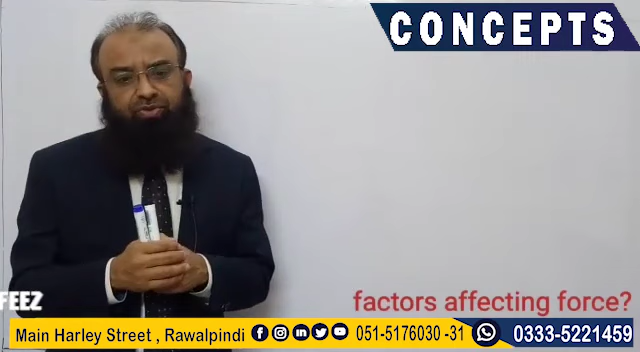 CONCEPTS
FEEZ
factors affecting force?
Main Harley Street , Rawalpindi 051-5176030 -31 0333-5221459